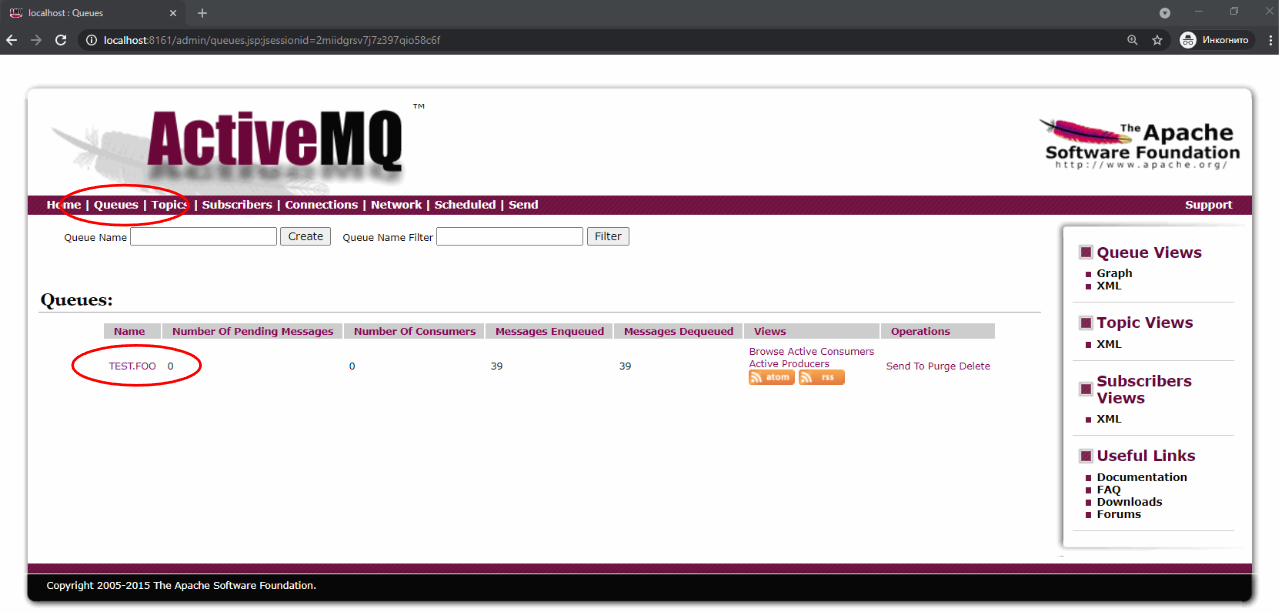 localhost : Queues
localhost:8161/admin/queues.jsp;jsessionid=2miidgrsv7j7z397qio58c6f
Инкогнито
ActiveMQ™
The Apache
Software Foundation
http://www.apache.org/
Home | Queues | Topics | Subscribers | Connections | Network | Scheduled | Send
Support
Queue Name Create Queue Name Filter Filter
Queues:
Name Number Of Pending Messages Number Of Consumers Messages Enqueued Messages Dequeued Views Operations
TEST.FOO 0 0 39 39
Browse Active Consumers
Active Producers
atom rss
Send To Purge Delete
Queue Views
Graph
XML
Topic Views
XML
Subscribers
Views
XML
Useful Links
Documentation
FAQ
Downloads
Forums
Copyright 2005-2015 The Apache Software Foundation.